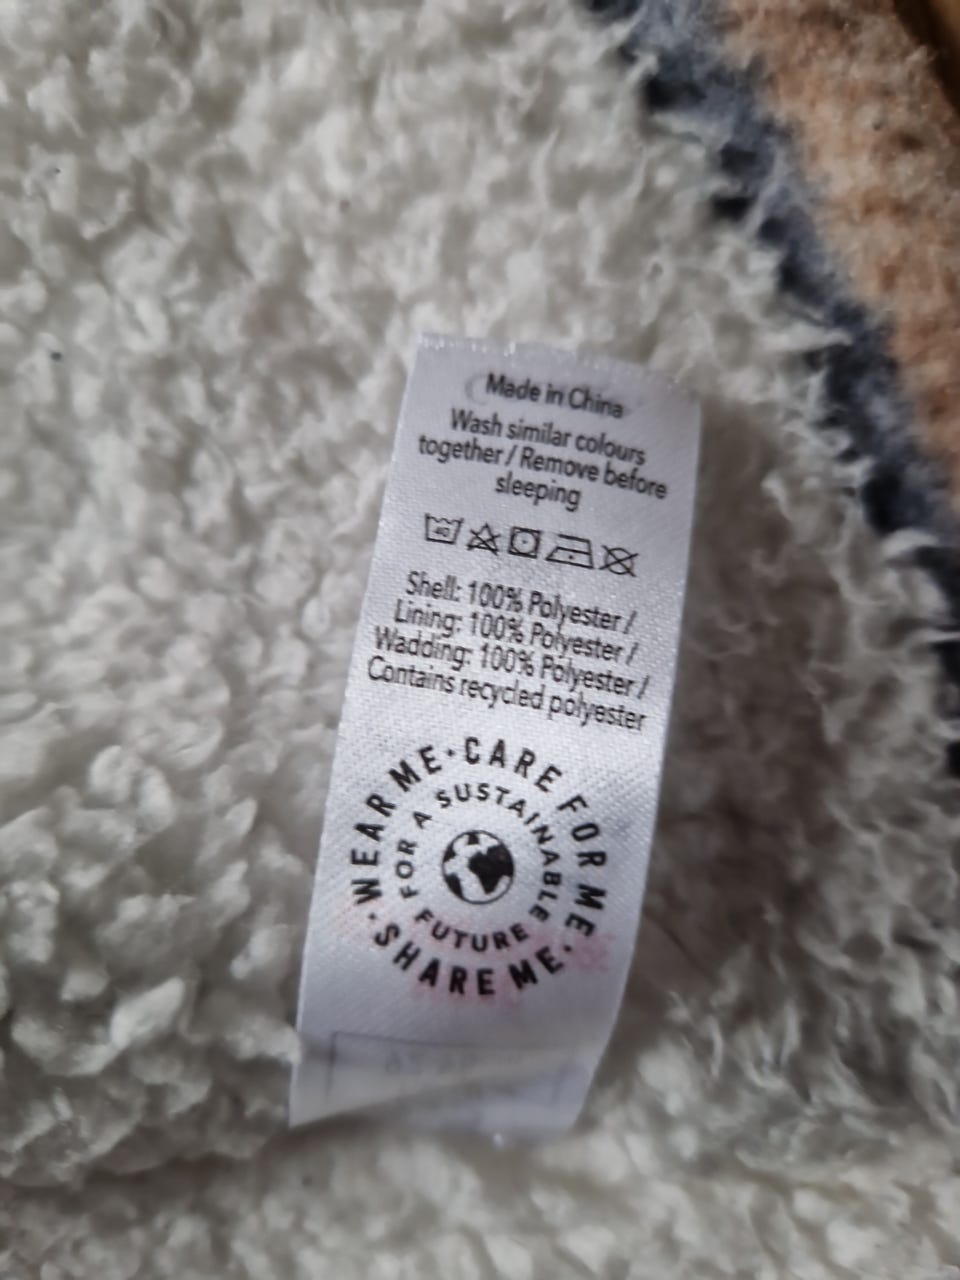 Made in China
Wash similar colours
together / Remove before
sleeping
40
Shell: 100% Polyester /
Lining: 100% Polyester /
Wadding: 100% Polyester /
Contains recycled polyester
WEAR ME · CARE FOR ME · SHARE ME ·
FOR A SUSTAINABLE FUTURE